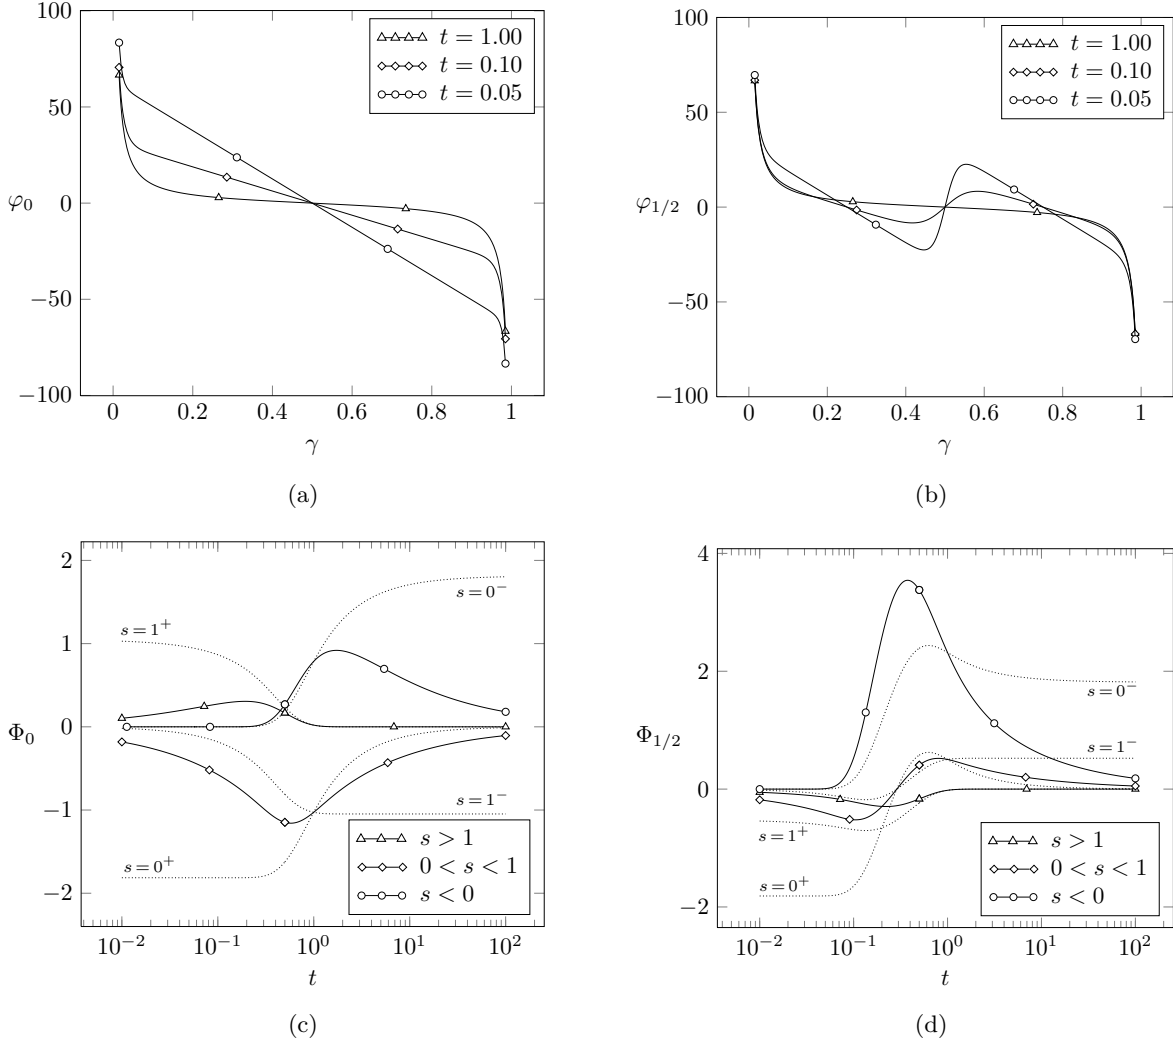 100
50
0
−50
−100
φ₀
0
0.2
0.4
0.6
0.8
1
γ
t = 1.00
t = 0.10
t = 0.05
(a)
100
50
0
−50
−100
φ₁/₂
0
0.2
0.4
0.6
0.8
1
γ
t = 1.00
t = 0.10
t = 0.05
(b)
2
1
0
−1
−2
Φ₀
s = 1⁺
s = 0⁻
s = 1⁻
s = 0⁺
s > 1
0 < s < 1
s < 0
10⁻²
10⁻¹
10⁰
10¹
10²
t
(c)
4
2
0
−2
Φ₁/₂
s = 0⁻
s = 1⁻
s = 1⁺
s = 0⁺
s > 1
0 < s < 1
s < 0
10⁻²
10⁻¹
10⁰
10¹
10²
t
(d)